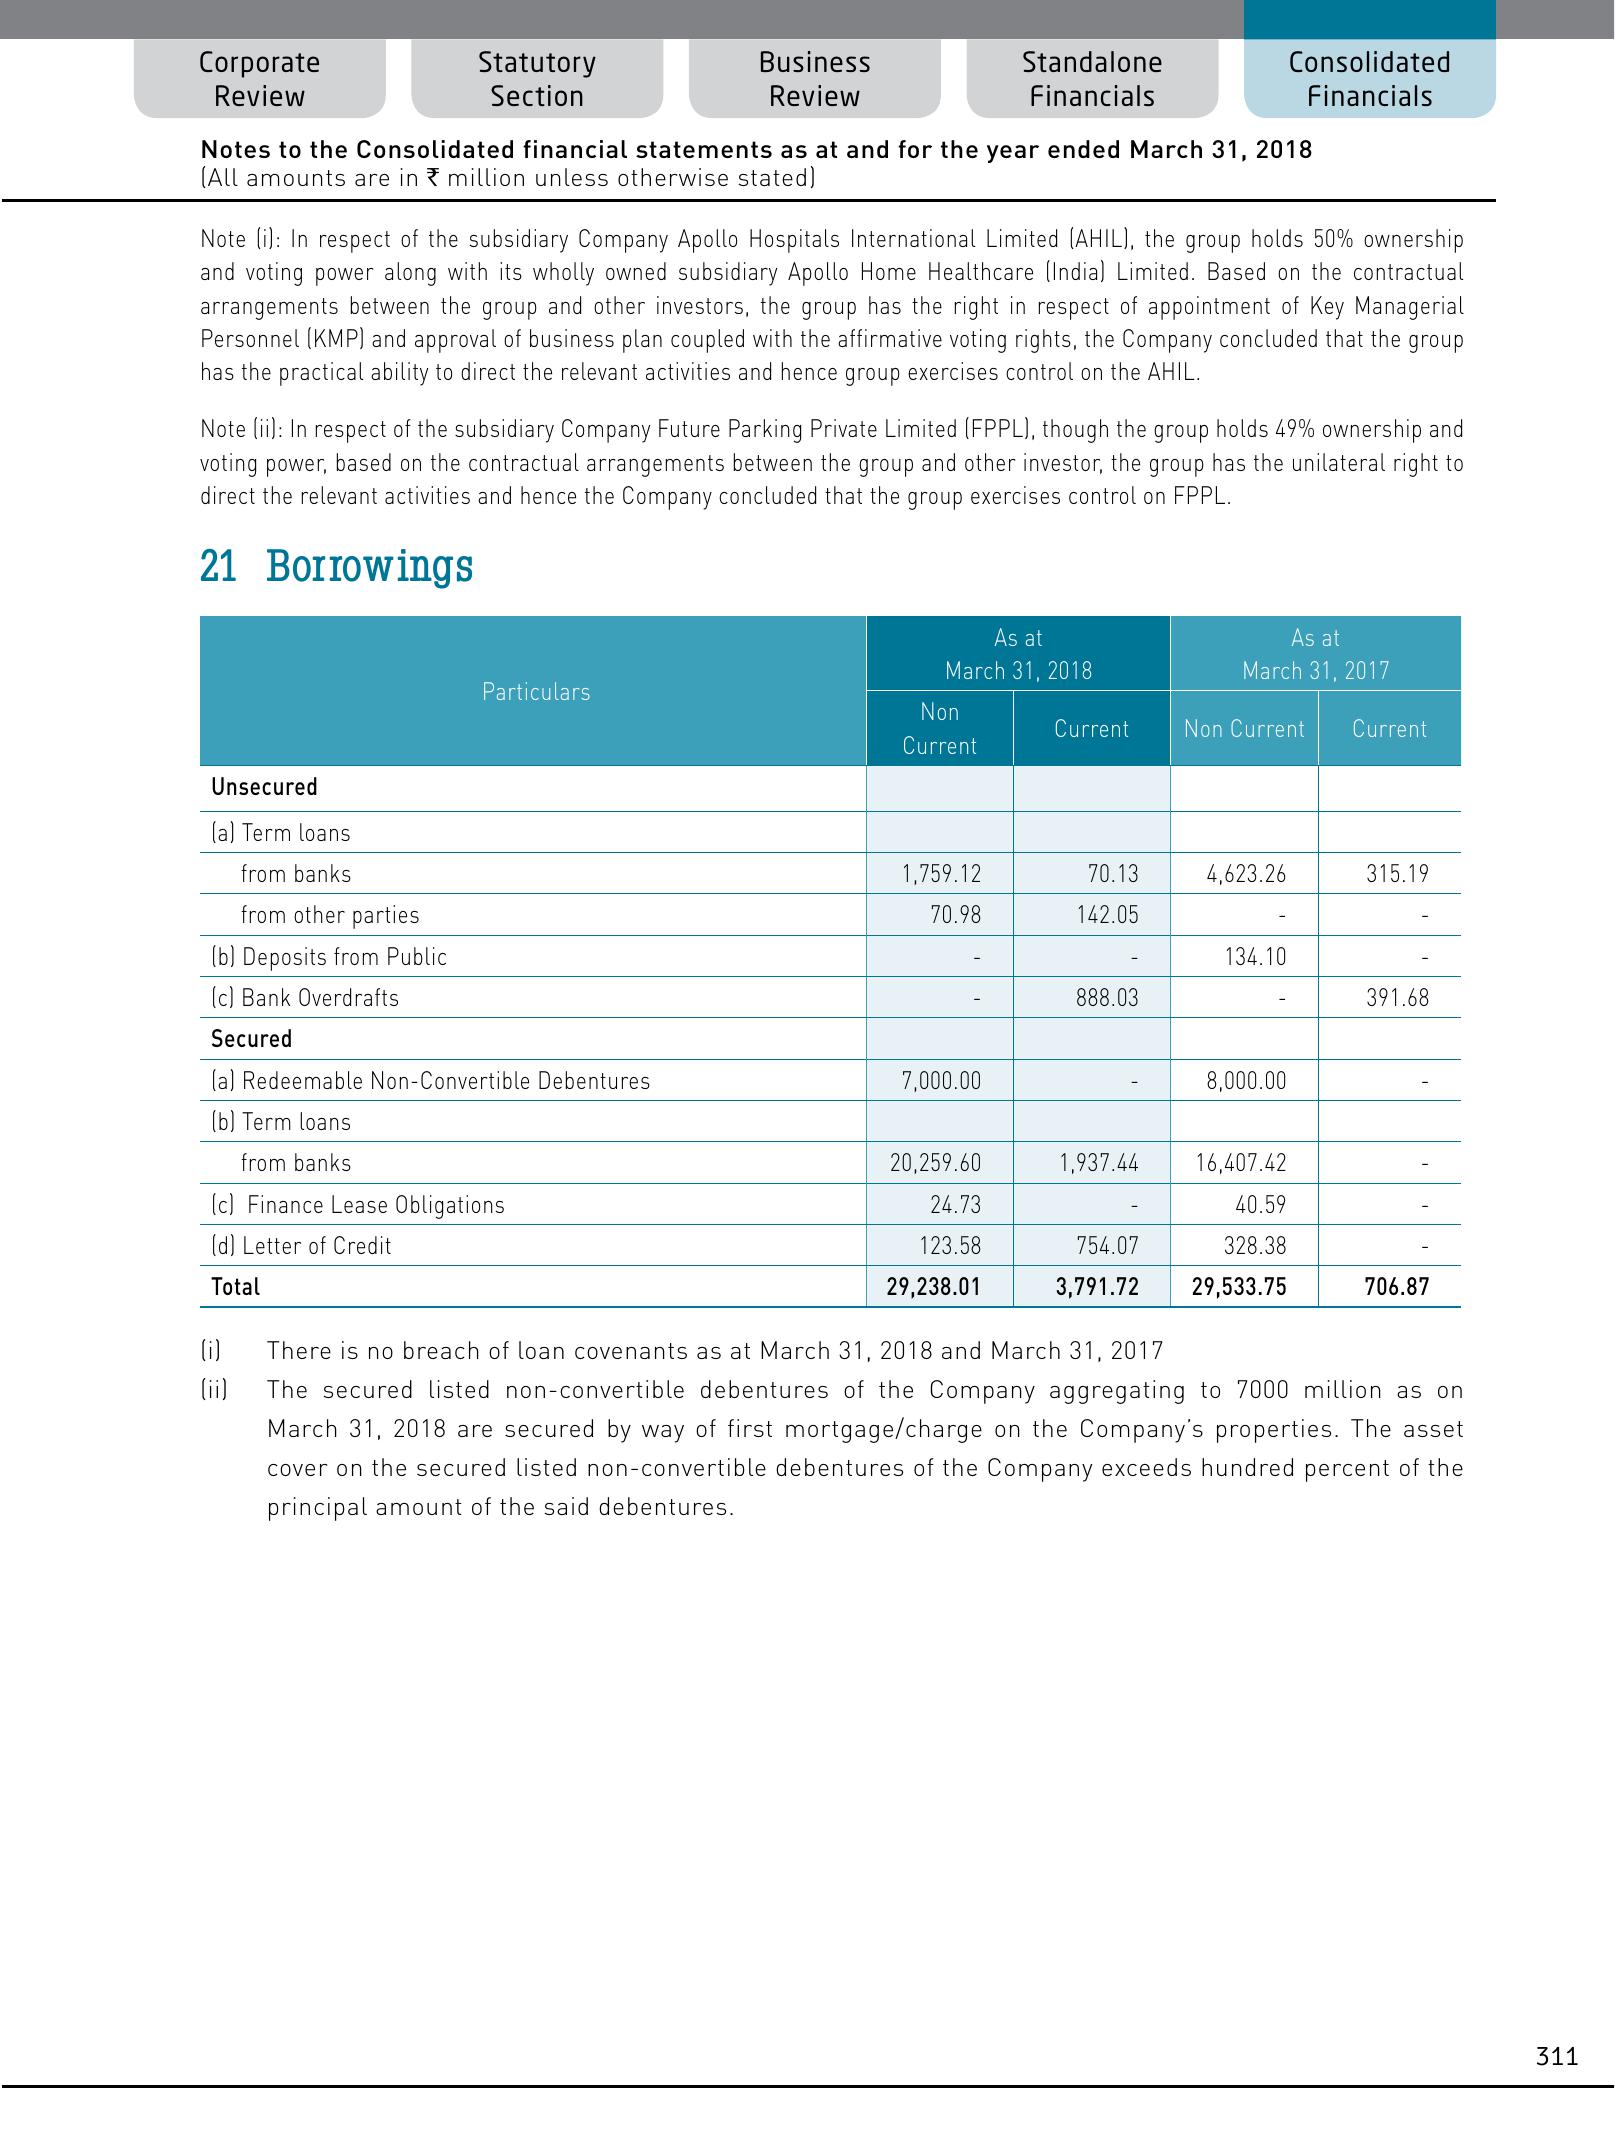 Corporate Review
Statutory Section
Business Review
Standalone Financials
Consolidated Financials
Notes to the Consolidated financial statements as at and for the year ended March 31, 2018
(All amounts are in ₹ million unless otherwise stated)
Note (i): In respect of the subsidiary Company Apollo Hospitals International Limited (AHIL), the group holds 50% ownership
and voting power along with its wholly owned subsidiary Apollo Home Healthcare (India) Limited. Based on the contractual
arrangements between the group and other investors, the group has the right in respect of appointment of Key Managerial
Personnel (KMP) and approval of business plan coupled with the affirmative voting rights, the Company concluded that the group
has the practical ability to direct the relevant activities and hence group exercises control on the AHIL.
Note (ii): In respect of the subsidiary Company Future Parking Private Limited (FPPL), though the group holds 49% ownership and
voting power, based on the contractual arrangements between the group and other investor, the group has the unilateral right to
direct the relevant activities and hence the Company concluded that the group exercises control on FPPL.
21 Borrowings
Particulars
As at
March 31, 2018
As at
March 31, 2017
Non
Current
Current
Non Current
Current
Unsecured
(a) Term loans
from banks 1,759.12 70.13 4,623.26 315.19
from other parties 70.98 142.05 - -
(b) Deposits from Public - - 134.10 -
(c) Bank Overdrafts - 888.03 - 391.68
Secured
(a) Redeemable Non-Convertible Debentures 7,000.00 - 8,000.00 -
(b) Term loans
from banks 20,259.60 1,937.44 16,407.42 -
(c) Finance Lease Obligations 24.73 - 40.59 -
(d) Letter of Credit 123.58 754.07 328.38 -
Total 29,238.01 3,791.72 29,533.75 706.87
(i) There is no breach of loan covenants as at March 31, 2018 and March 31, 2017
(ii) The secured listed non-convertible debentures of the Company aggregating to 7000 million as on
March 31, 2018 are secured by way of first mortgage/charge on the Company's properties. The asset
cover on the secured listed non-convertible debentures of the Company exceeds hundred percent of the
principal amount of the said debentures.
311